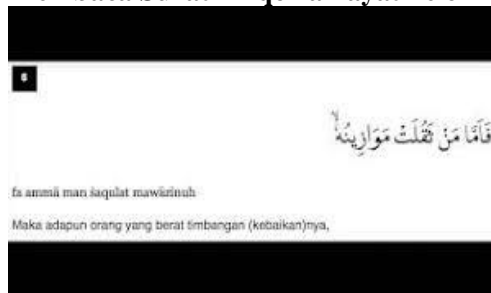 6
فَاَمَّا مَنْ ثَقُلَتْ مَوَازِينُهُۙ
fa ammā man ṡaqulat mawāzīnuh
Maka adapun orang yang berat timbangan (kebaikan)nya,